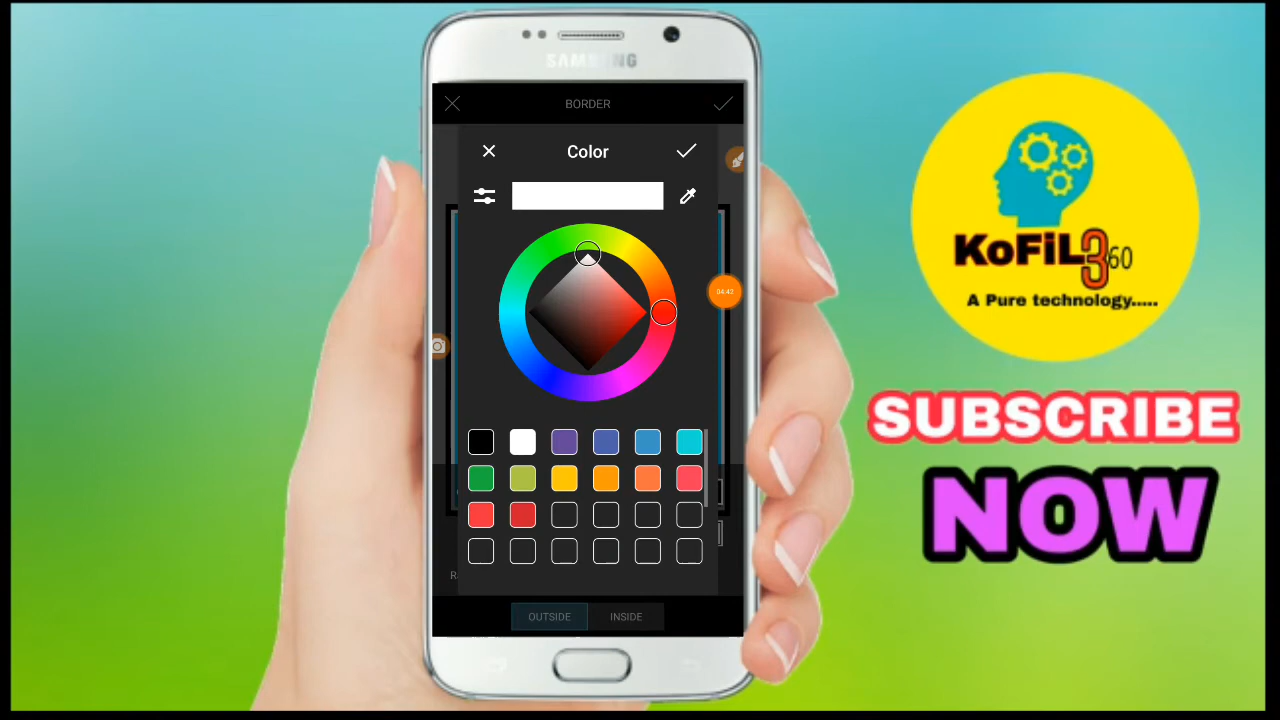 SAMSUNG
BORDER
Color
04:42
OUTSIDE
INSIDE
KoFiL360
A Pure technology.....
SUBSCRIBE
NOW